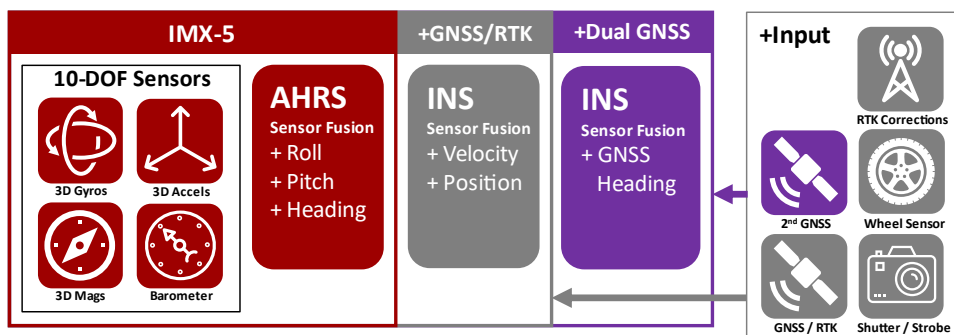 IMX-5
+GNSS/RTK
+Dual GNSS
+Input
10-DOF Sensors
3D Gyros
3D Accels
3D Mags
Barometer
AHRS
Sensor Fusion
+ Roll
+ Pitch
+ Heading
INS
Sensor Fusion
+ Velocity
+ Position
INS
Sensor Fusion
+ GNSS
Heading
RTK Corrections
2nd GNSS
Wheel Sensor
GNSS / RTK
Shutter / Strobe